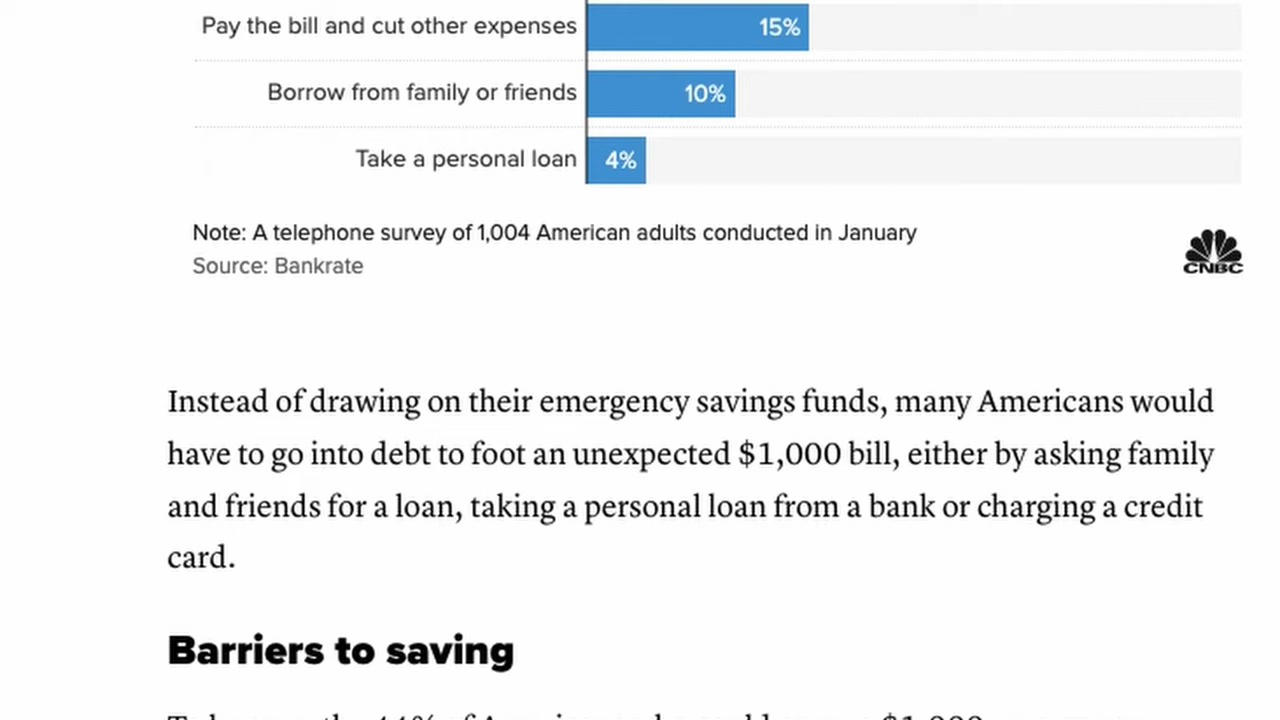 Pay the bill and cut other expenses 15%
Borrow from family or friends 10%
Take a personal loan 4%
Note: A telephone survey of 1,004 American adults conducted in January
Source: Bankrate
CNBC
Instead of drawing on their emergency savings funds, many Americans would
have to go into debt to foot an unexpected $1,000 bill, either by asking family
and friends for a loan, taking a personal loan from a bank or charging a credit
card.
Barriers to saving